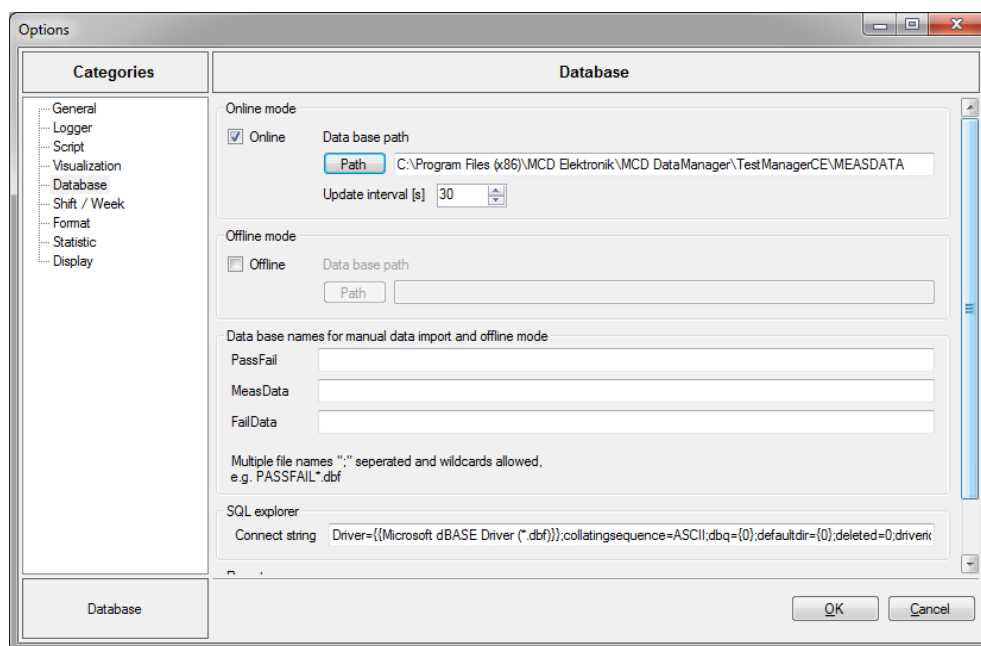 Options
Categories
Database
General
Logger
Script
Visualization
Database
Shift / Week
Format
Statistic
Display
Online mode
Online
Data base path
Path
C:\Program Files (x86)\MCD Elektronik\MCD DataManager\TestManagerCE\MEASDATA
Update interval [s]
30
Offline mode
Offline
Data base path
Path
Data base names for manual data import and offline mode
PassFail
MeasData
FailData
Multiple file names ";" seperated and wildcards allowed,
e.g. PASSFAIL*.dbf
SQL explorer
Connect string
Driver={{Microsoft dBASE Driver (*.dbf)}};collatingsequence=ASCII;dbq={0};defaultdir={0};deleted=0;driveric
Database
OK
Cancel